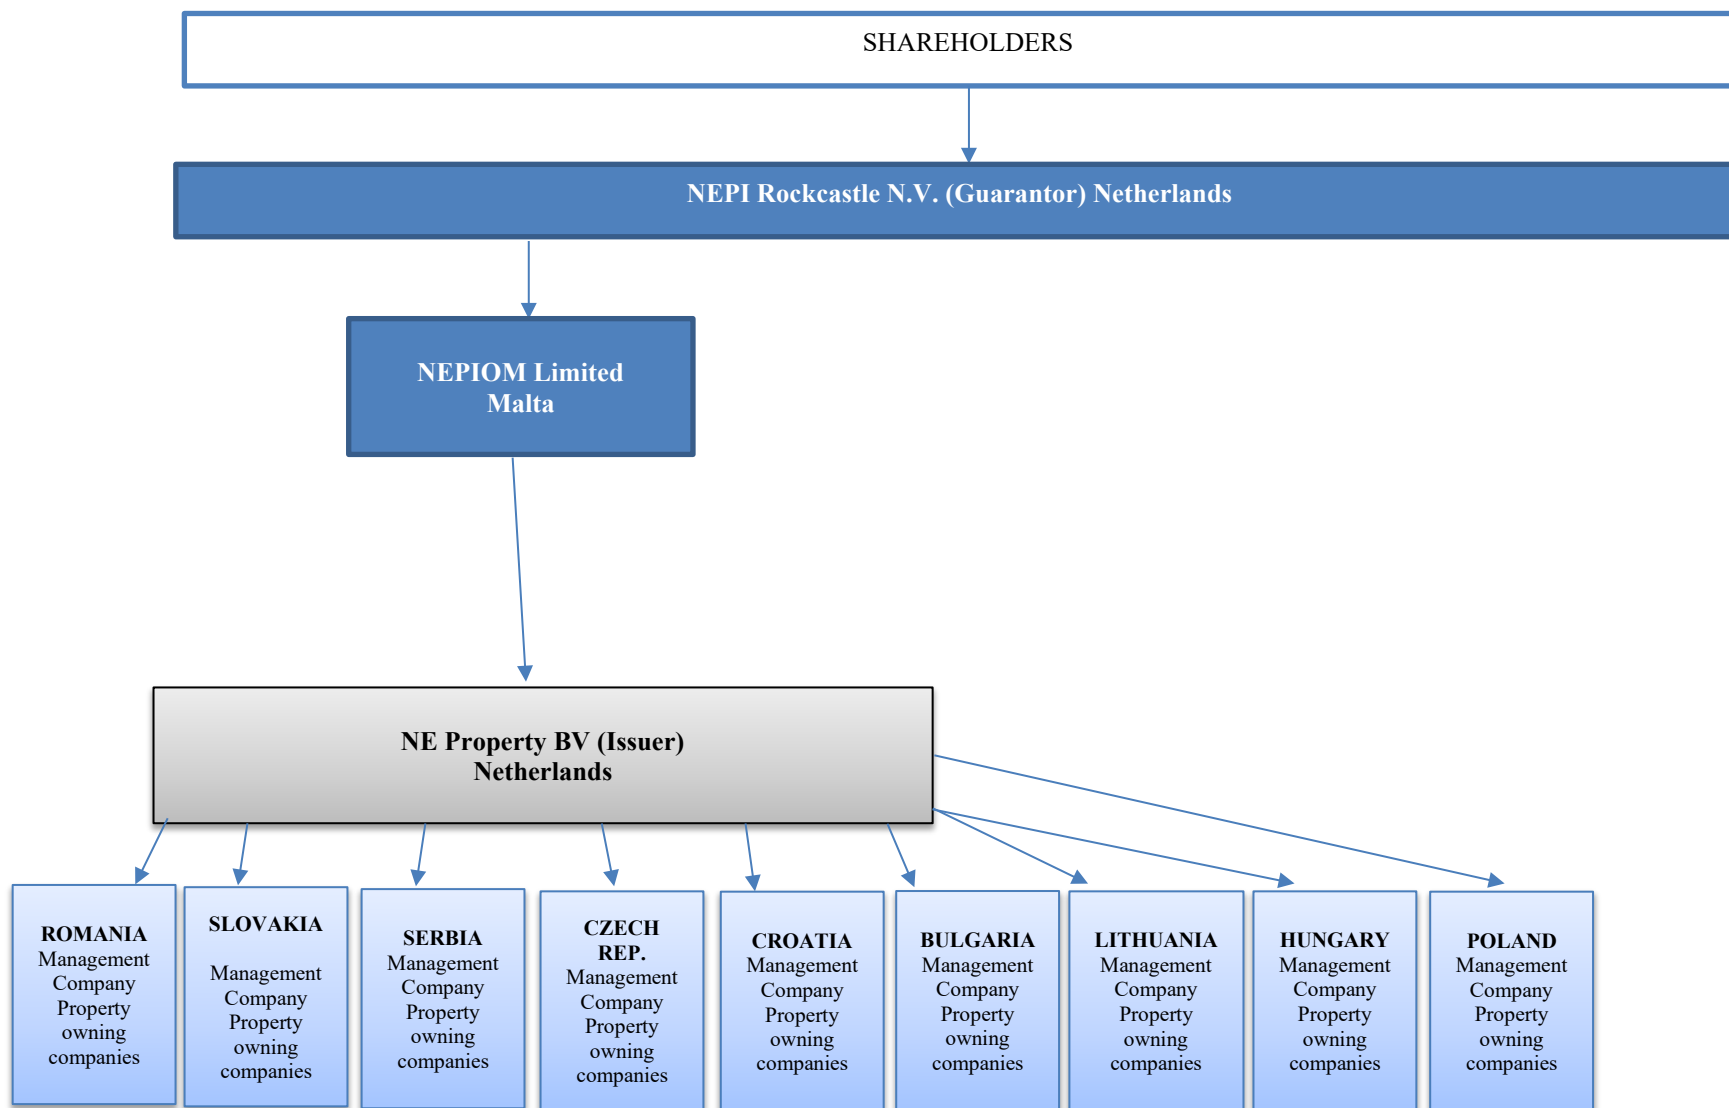 SHAREHOLDERS
NEPI Rockcastle N.V. (Guarantor) Netherlands
NEPIOM Limited
Malta
NE Property BV (Issuer)
Netherlands
ROMANIA
Management
Company
Property
owning
companies
SLOVAKIA
Management
Company
Property
owning
companies
SERBIA
Management
Company
Property
owning
companies
CZECH
REP.
Management
Company
Property
owning
companies
CROATIA
Management
Company
Property
owning
companies
BULGARIA
Management
Company
Property
owning
companies
LITHUANIA
Management
Company
Property
owning
companies
HUNGARY
Management
Company
Property
owning
companies
POLAND
Management
Company
Property
owning
companies